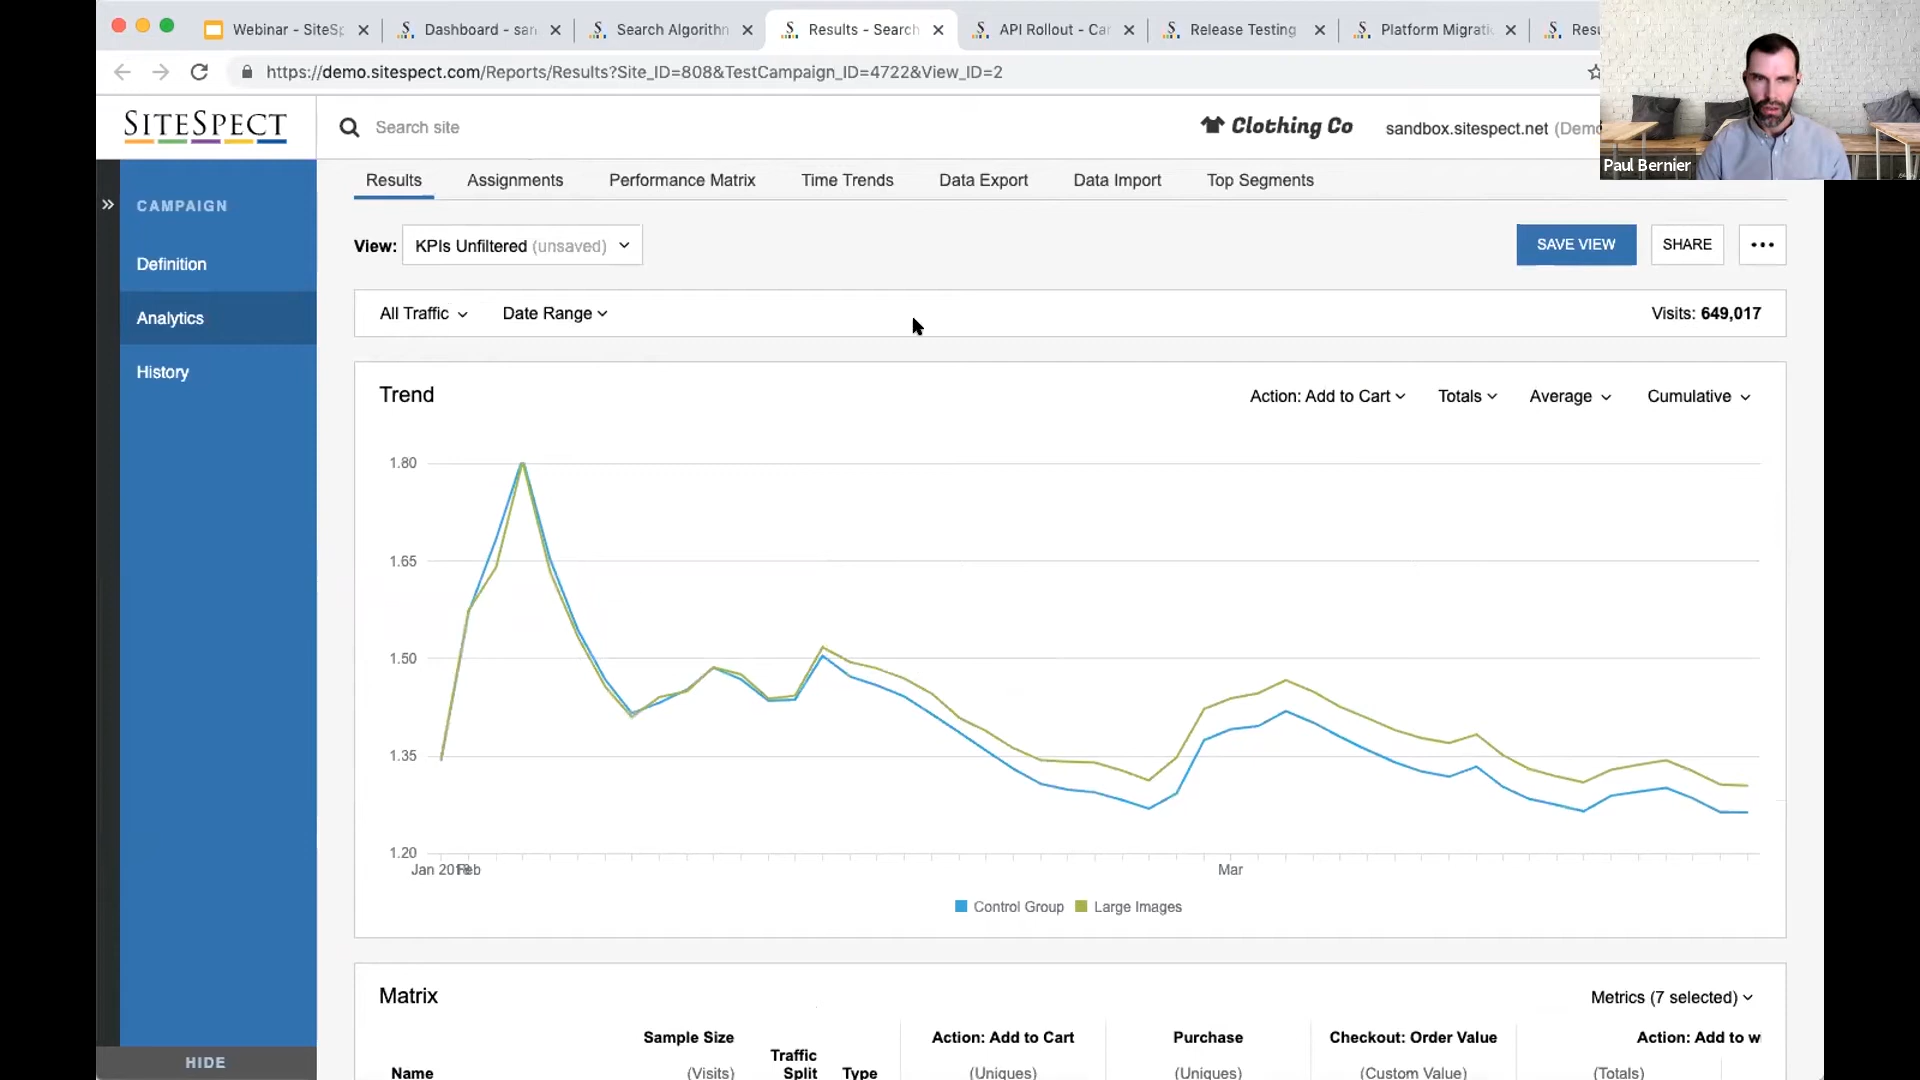 Webinar - SiteSp
Dashboard - san
Search Algorithm
Results - Search
API Rollout - Car
Release Testing
Platform Migrati
Resu
https://demo.sitespect.com/Reports/Results?Site_ID=808&TestCampaign_ID=4722&View_ID=2
Paul Bernier
SITESPECT
Search site
Clothing Co
sandbox.sitespect.net (Demo
CAMPAIGN
Definition
Analytics
History
HIDE
Results
Assignments
Performance Matrix
Time Trends
Data Export
Data Import
Top Segments
View: KPIs Unfiltered (unsaved)
SAVE VIEW
SHARE
All Traffic
Date Range
Visits: 649,017
Trend
Action: Add to Cart
Totals
Average
Cumulative
1.80
1.65
1.50
1.35
1.20
Feb
Mar
Control Group
Large Images
Matrix
Metrics (7 selected)
Name
Sample Size
(Visits)
Traffic
Split
Type
Action: Add to Cart
(Uniques)
Purchase
(Uniques)
Checkout: Order Value
(Custom Value)
Action: Add to w
(Totals)